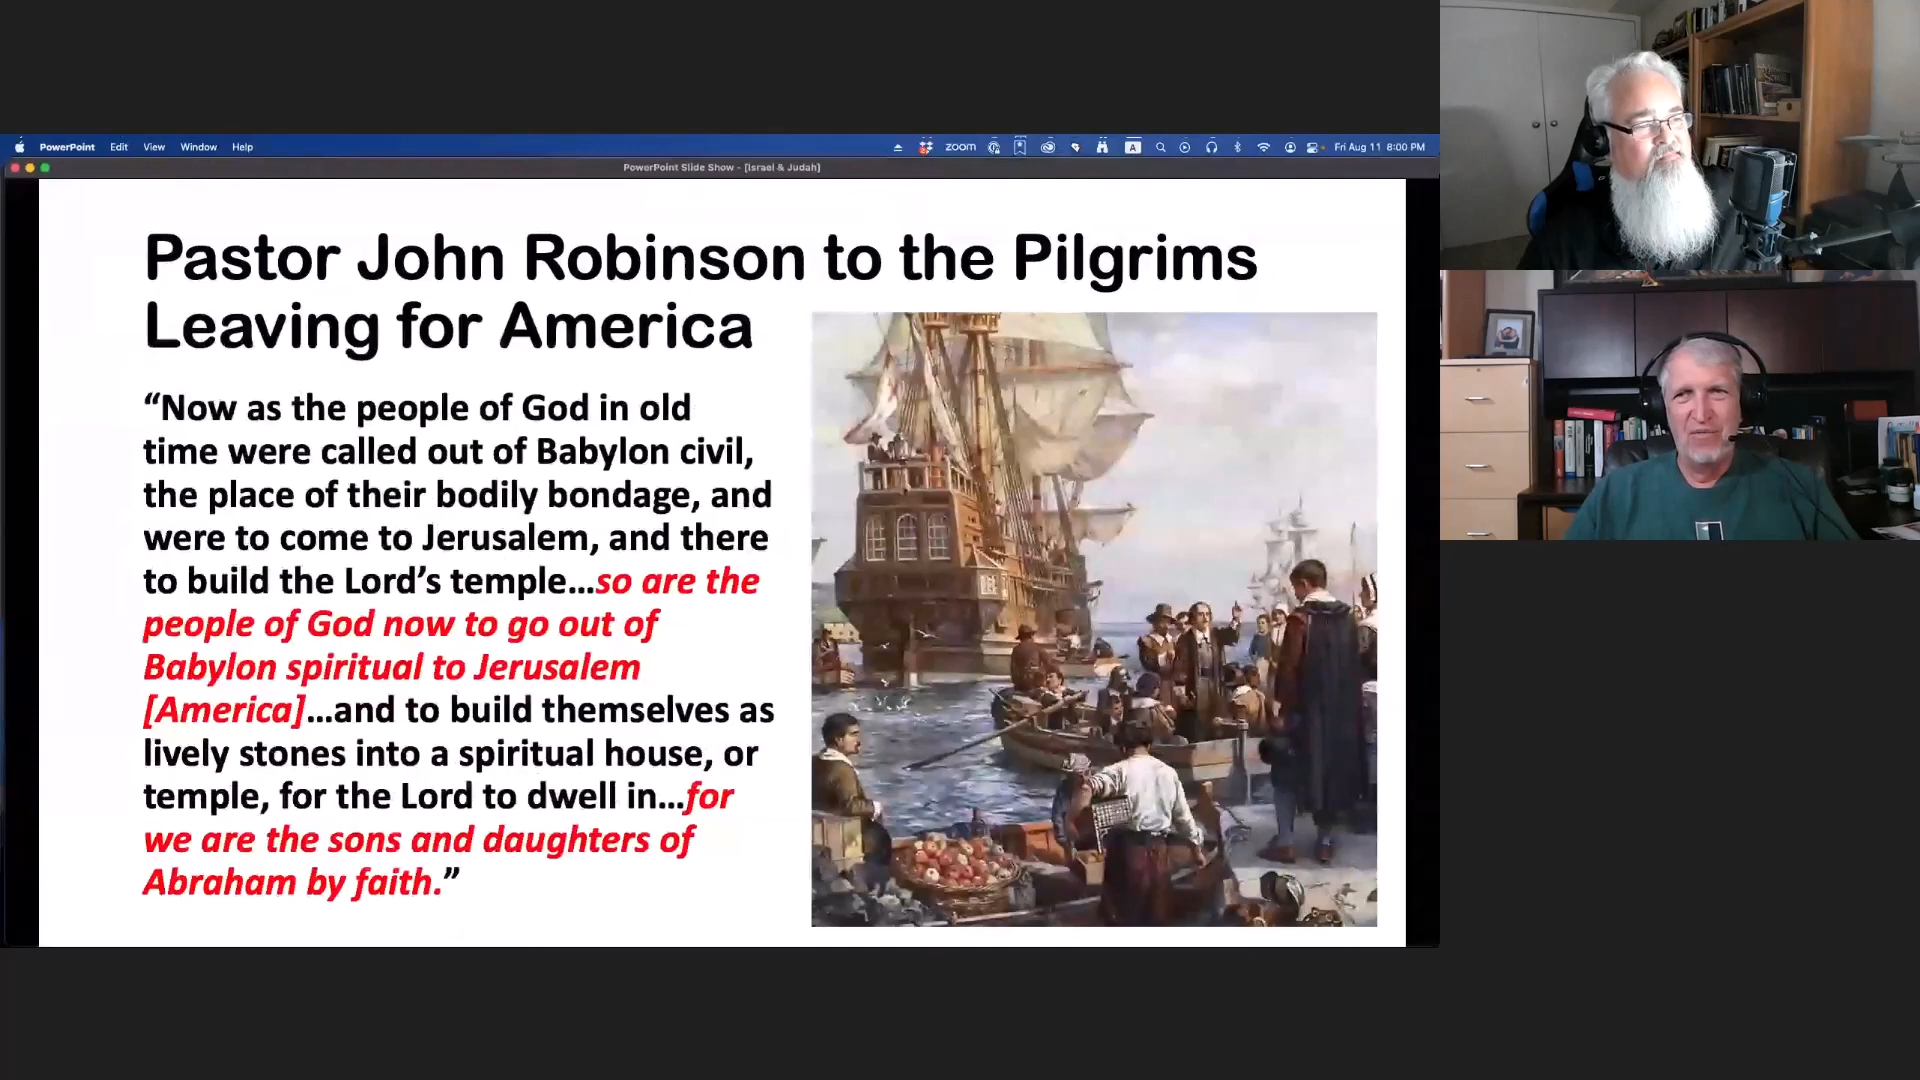 PowerPoint Edit View Window Help
zoom A Fri Aug 11 8:00 PM
PowerPoint Slide Show - [Israel & Judah]
Pastor John Robinson to the Pilgrims
Leaving for America
“Now as the people of God in old
time were called out of Babylon civil,
the place of their bodily bondage, and
were to come to Jerusalem, and there
to build the Lord’s temple...so are the
people of God now to go out of
Babylon spiritual to Jerusalem
[America]...and to build themselves as
lively stones into a spiritual house, or
temple, for the Lord to dwell in...for
we are the sons and daughters of
Abraham by faith.”